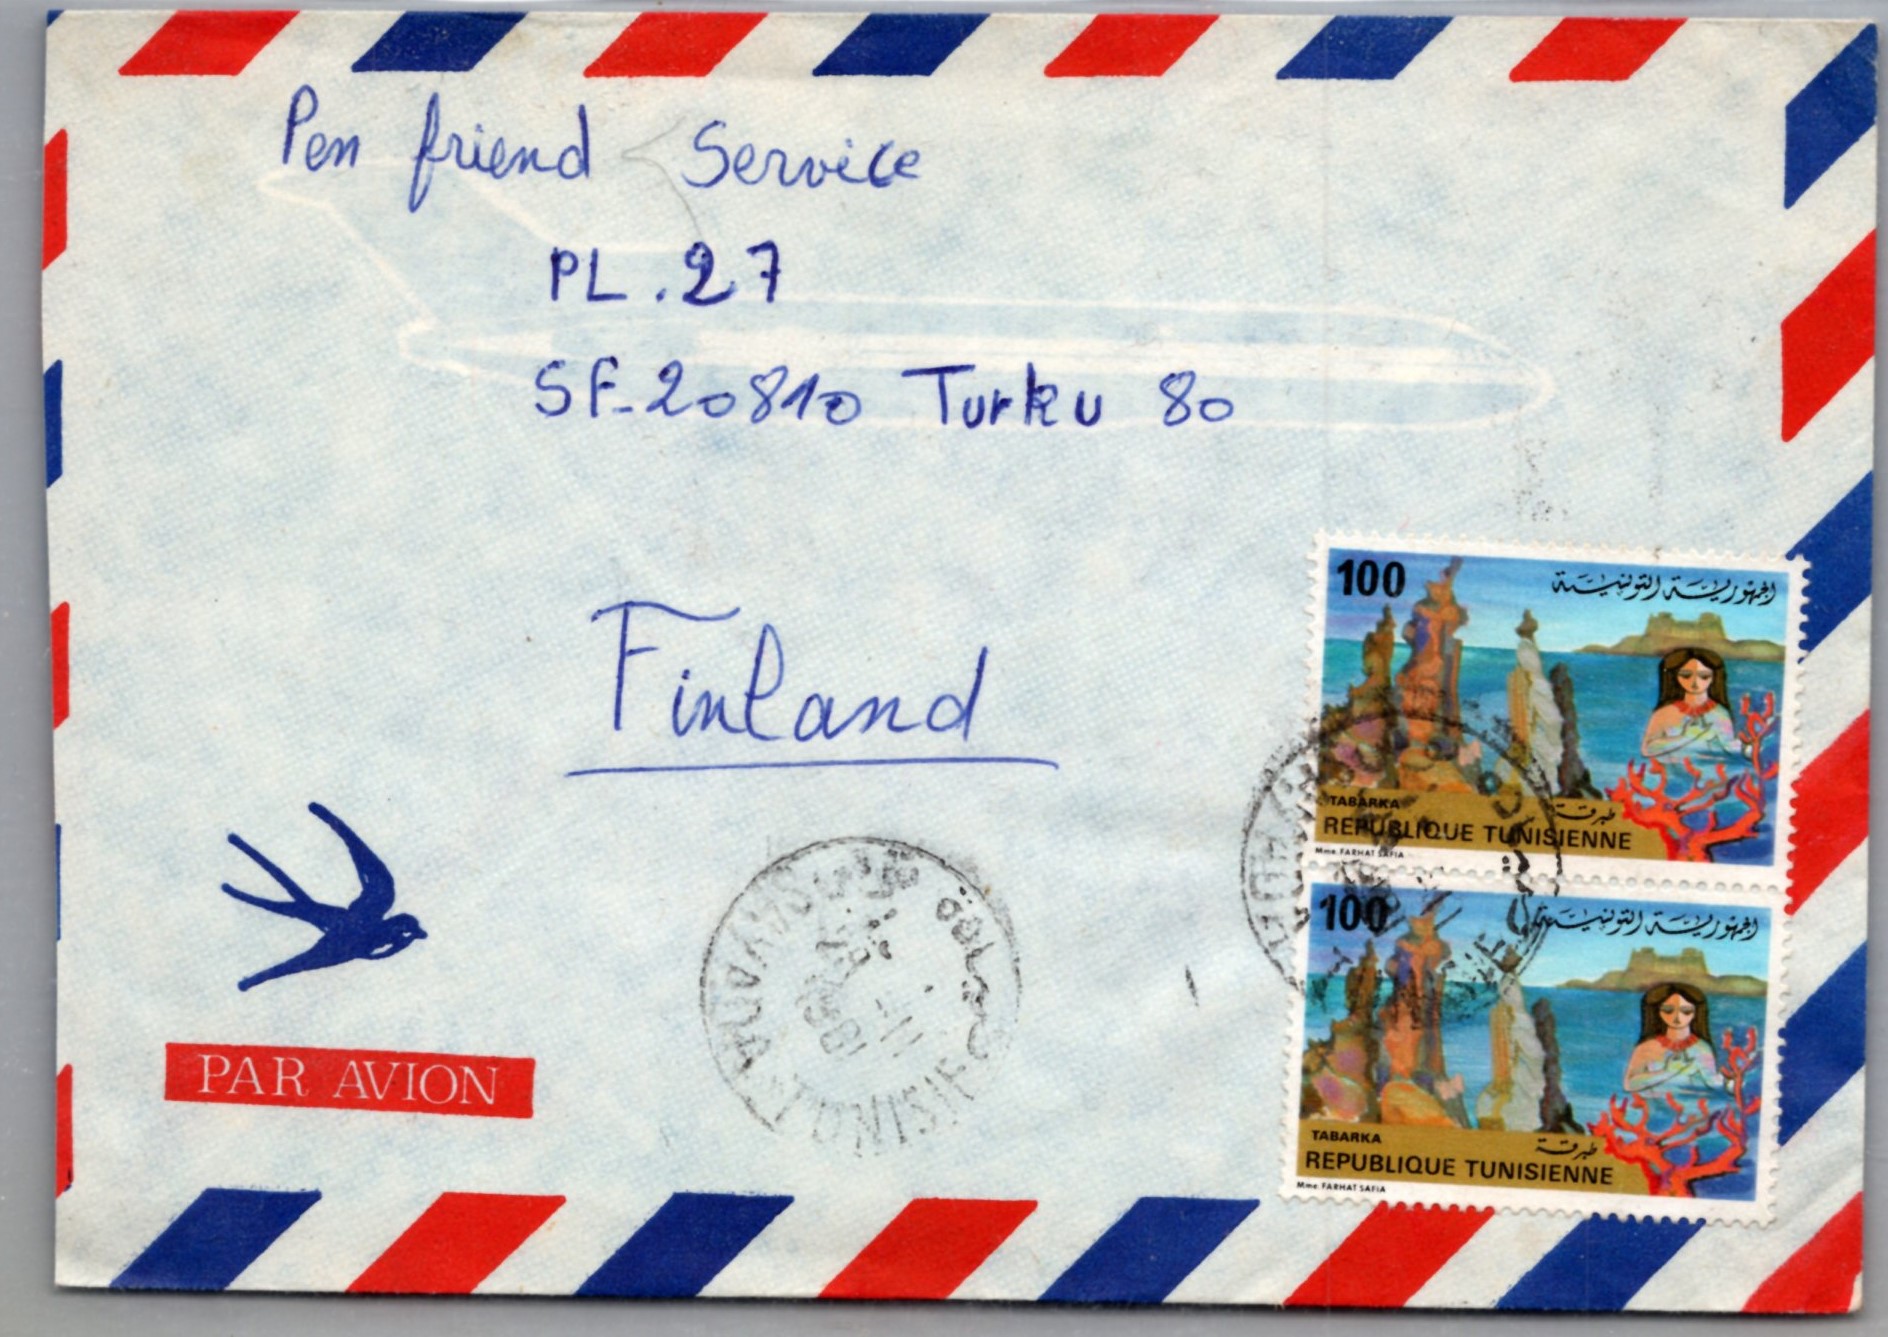 Pen friend Service
PL. 27
SF-20810 Turku 80
Finland
PAR AVION
100
الجمهورية التونسية
TABARKA
طبرقة
REPUBLIQUE TUNISIENNE
Mme. FARHAT SAFIA
100
الجمهورية التونسية
TABARKA
طبرقة
REPUBLIQUE TUNISIENNE
Mme. FARHAT SAFIA